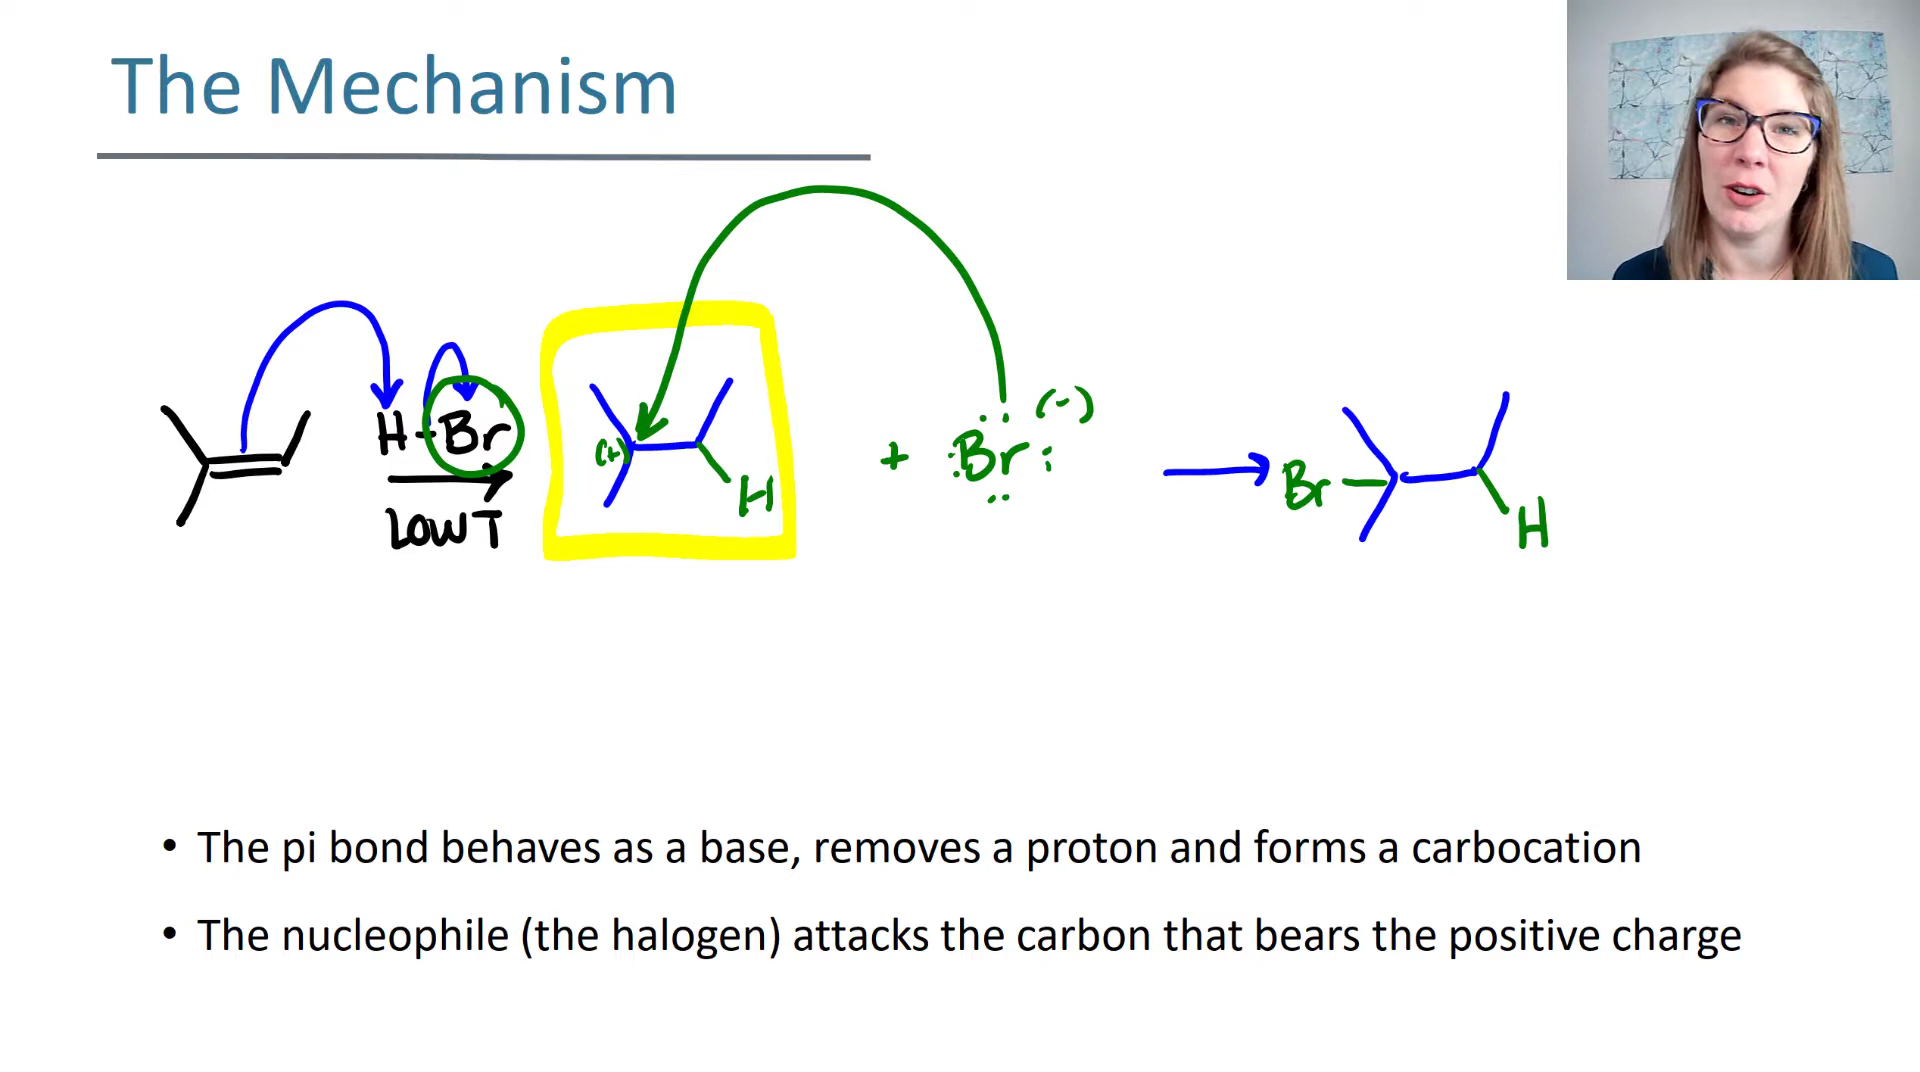 The Mechanism
H-Br
LOW T
(+)
H
+
:Br: (-)
Br
H
• The pi bond behaves as a base, removes a proton and forms a carbocation
• The nucleophile (the halogen) attacks the carbon that bears the positive charge